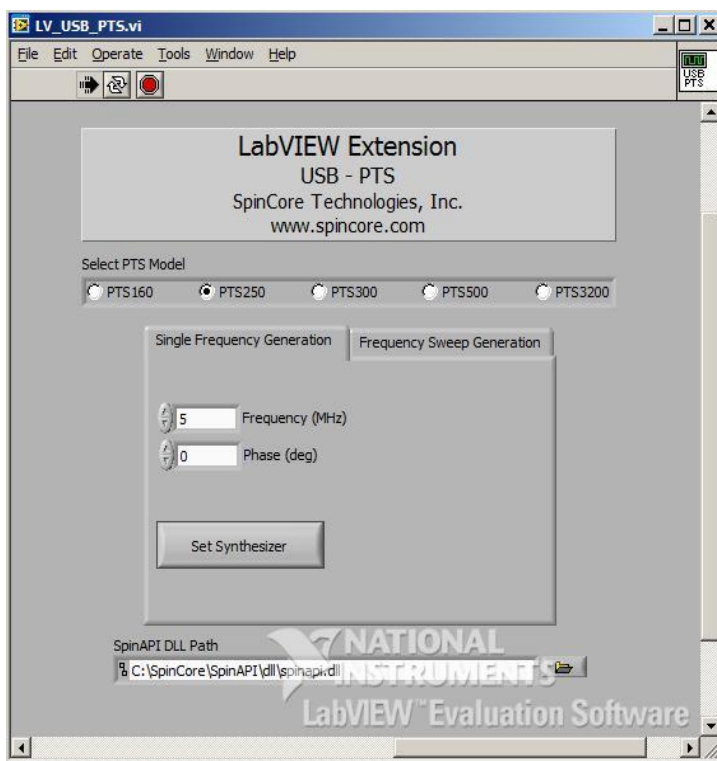 LV_USB_PTS.vi
File Edit Operate Tools Window Help
USB
PTS
LabVIEW Extension
USB - PTS
SpinCore Technologies, Inc.
www.spincore.com
Select PTS Model
PTS160 PTS250 PTS300 PTS500 PTS3200
Single Frequency Generation Frequency Sweep Generation
5 Frequency (MHz)
0 Phase (deg)
Set Synthesizer
SpinAPI DLL Path
C:\SpinCore\SpinAPI\dll\spinapi.dll
NATIONAL
INSTRUMENTS
LabVIEW™ Evaluation Software